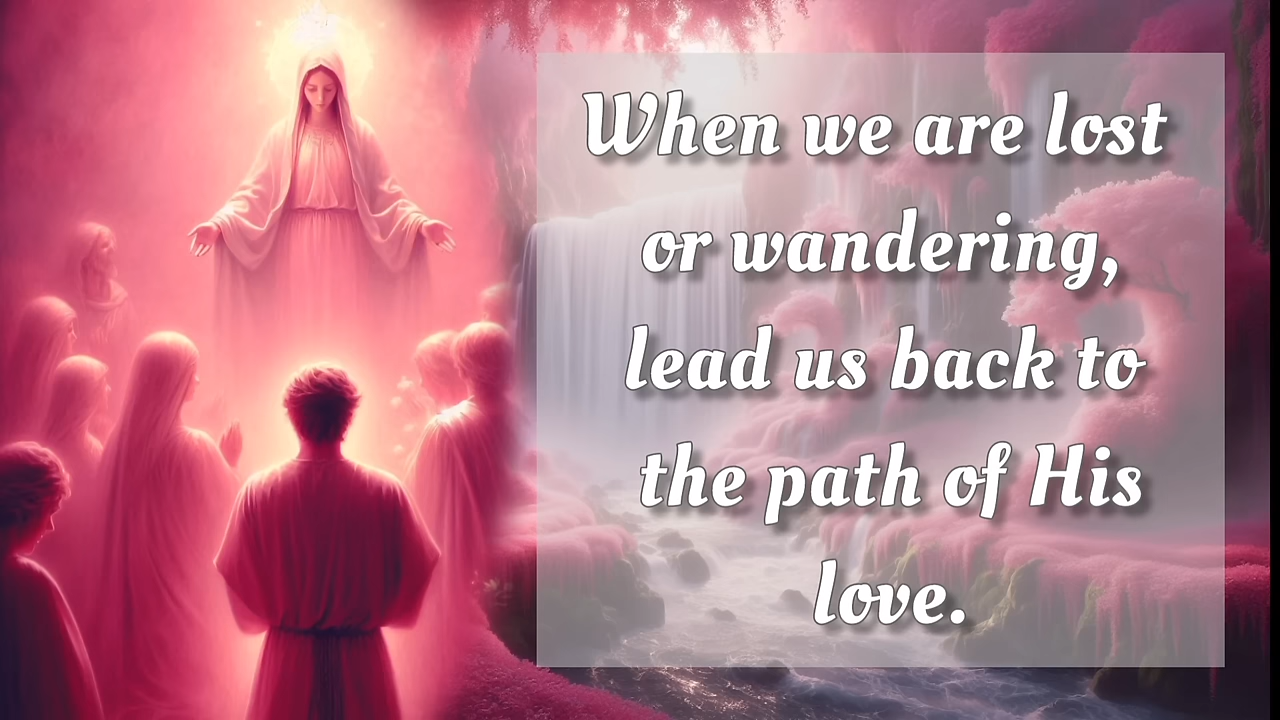 When we are lost
or wandering,
lead us back to
the path of His
love.